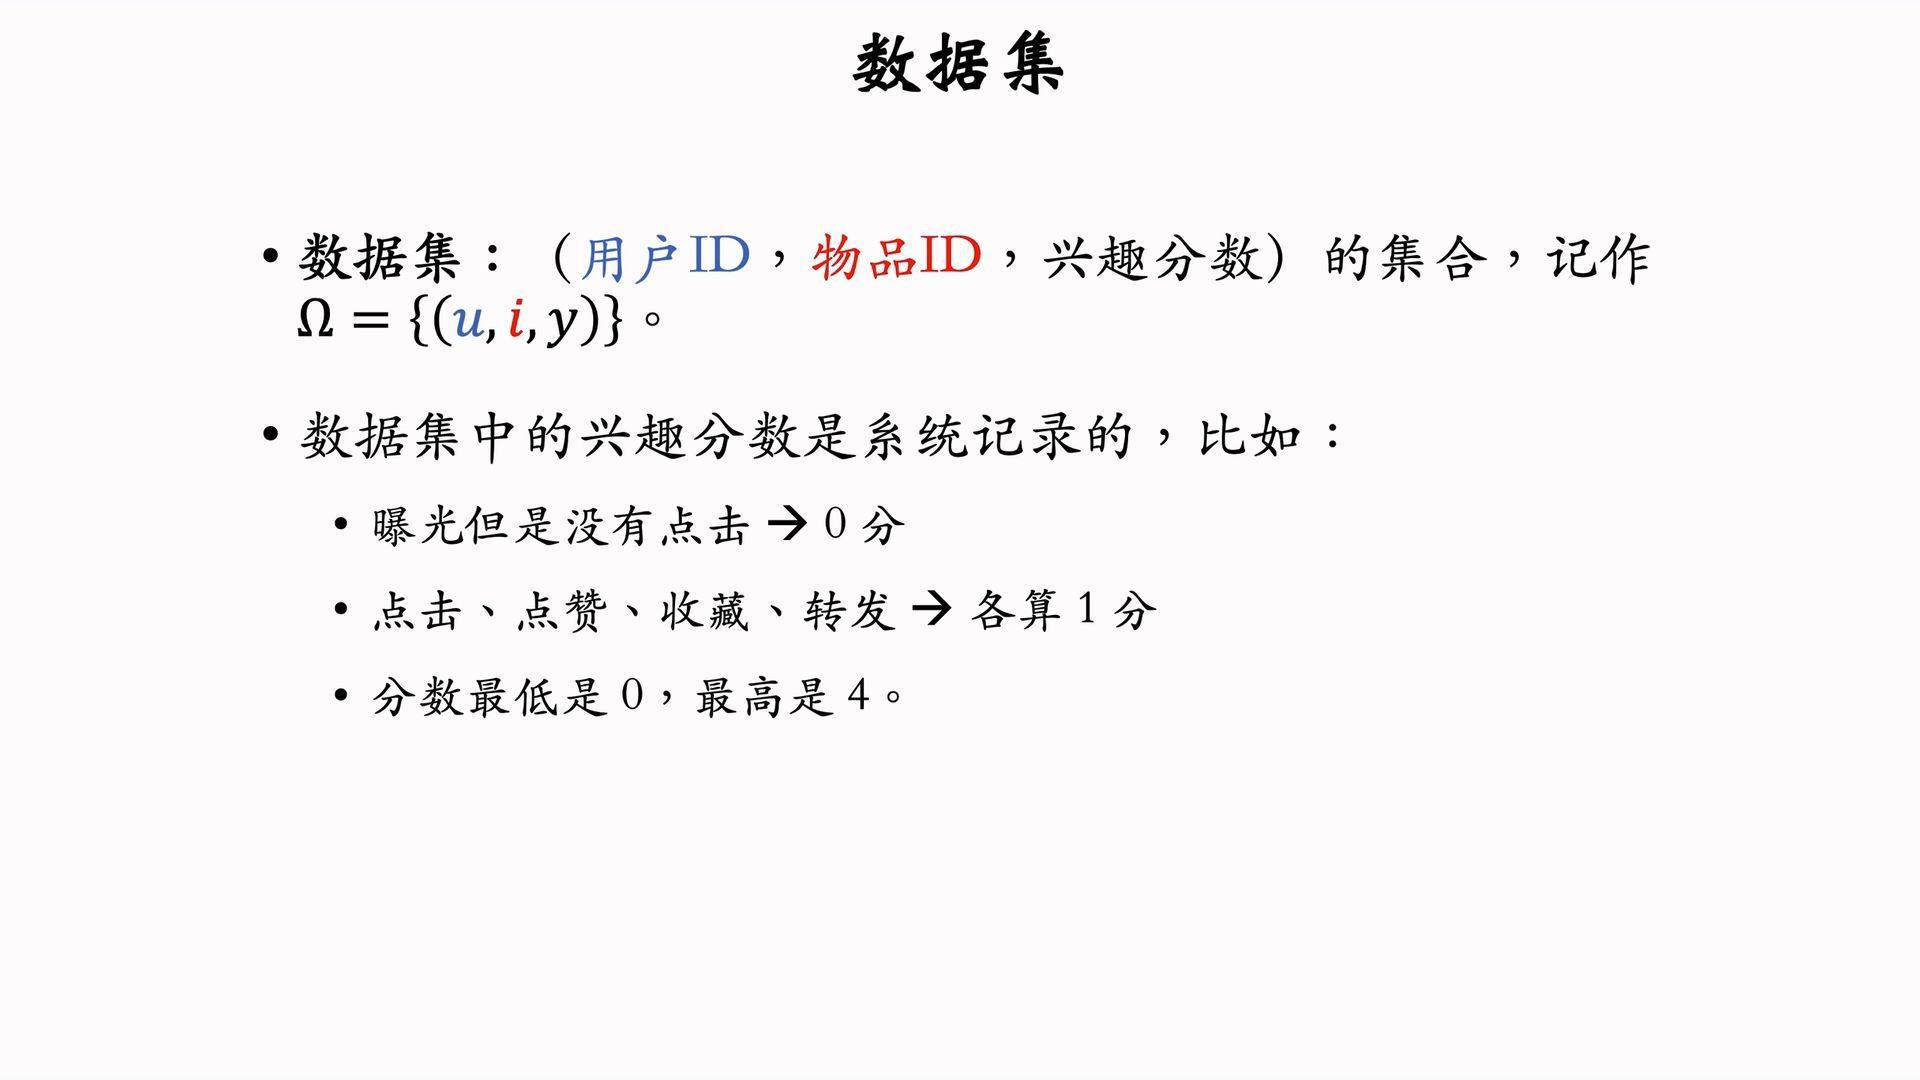 数据集
• 数据集：（用户ID，物品ID，兴趣分数）的集合，记作
Ω = {(u, i, y)}。
• 数据集中的兴趣分数是系统记录的，比如：
• 曝光但是没有点击 → 0 分
• 点击、点赞、收藏、转发 → 各算 1 分
• 分数最低是 0，最高是 4。